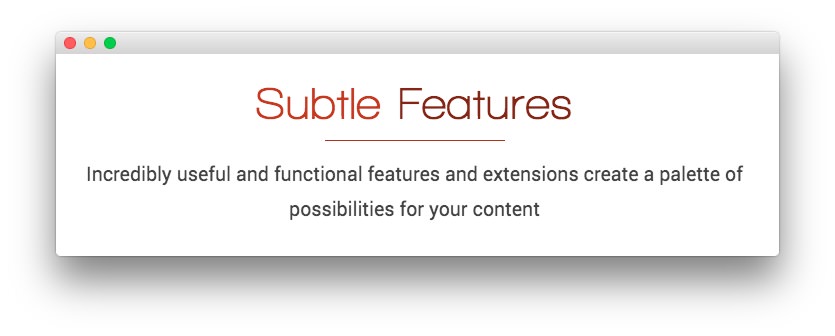 Subtle Features
Incredibly useful and functional features and extensions create a palette of
possibilities for your content